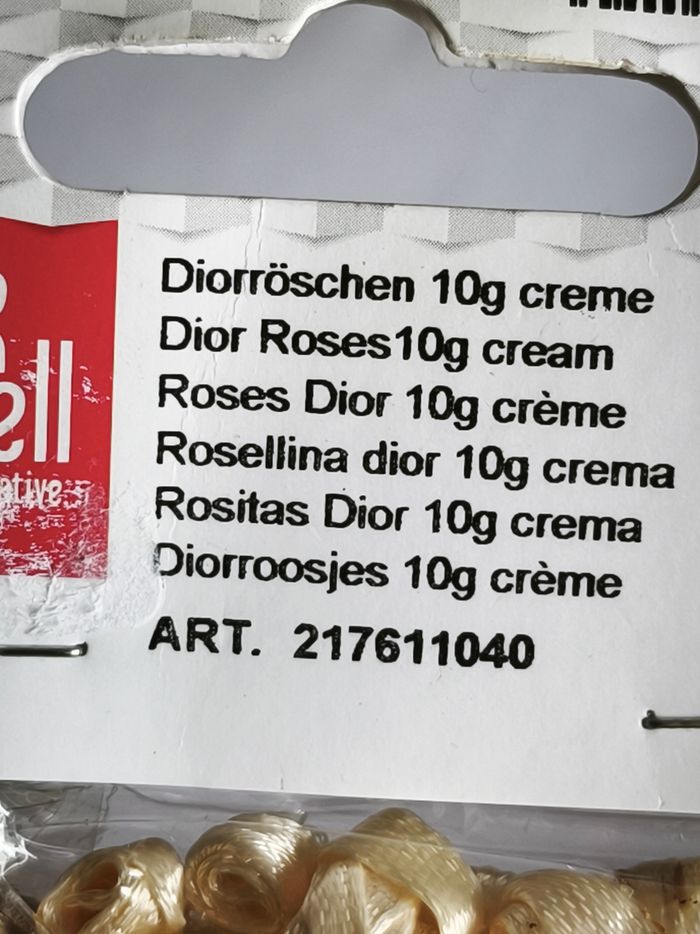 Diorröschen 10g creme
Dior Roses10g cream
Roses Dior 10g crème
Rosellina dior 10g crema
Rositas Dior 10g crema
Diorroosjes 10g crème
ART. 217611040